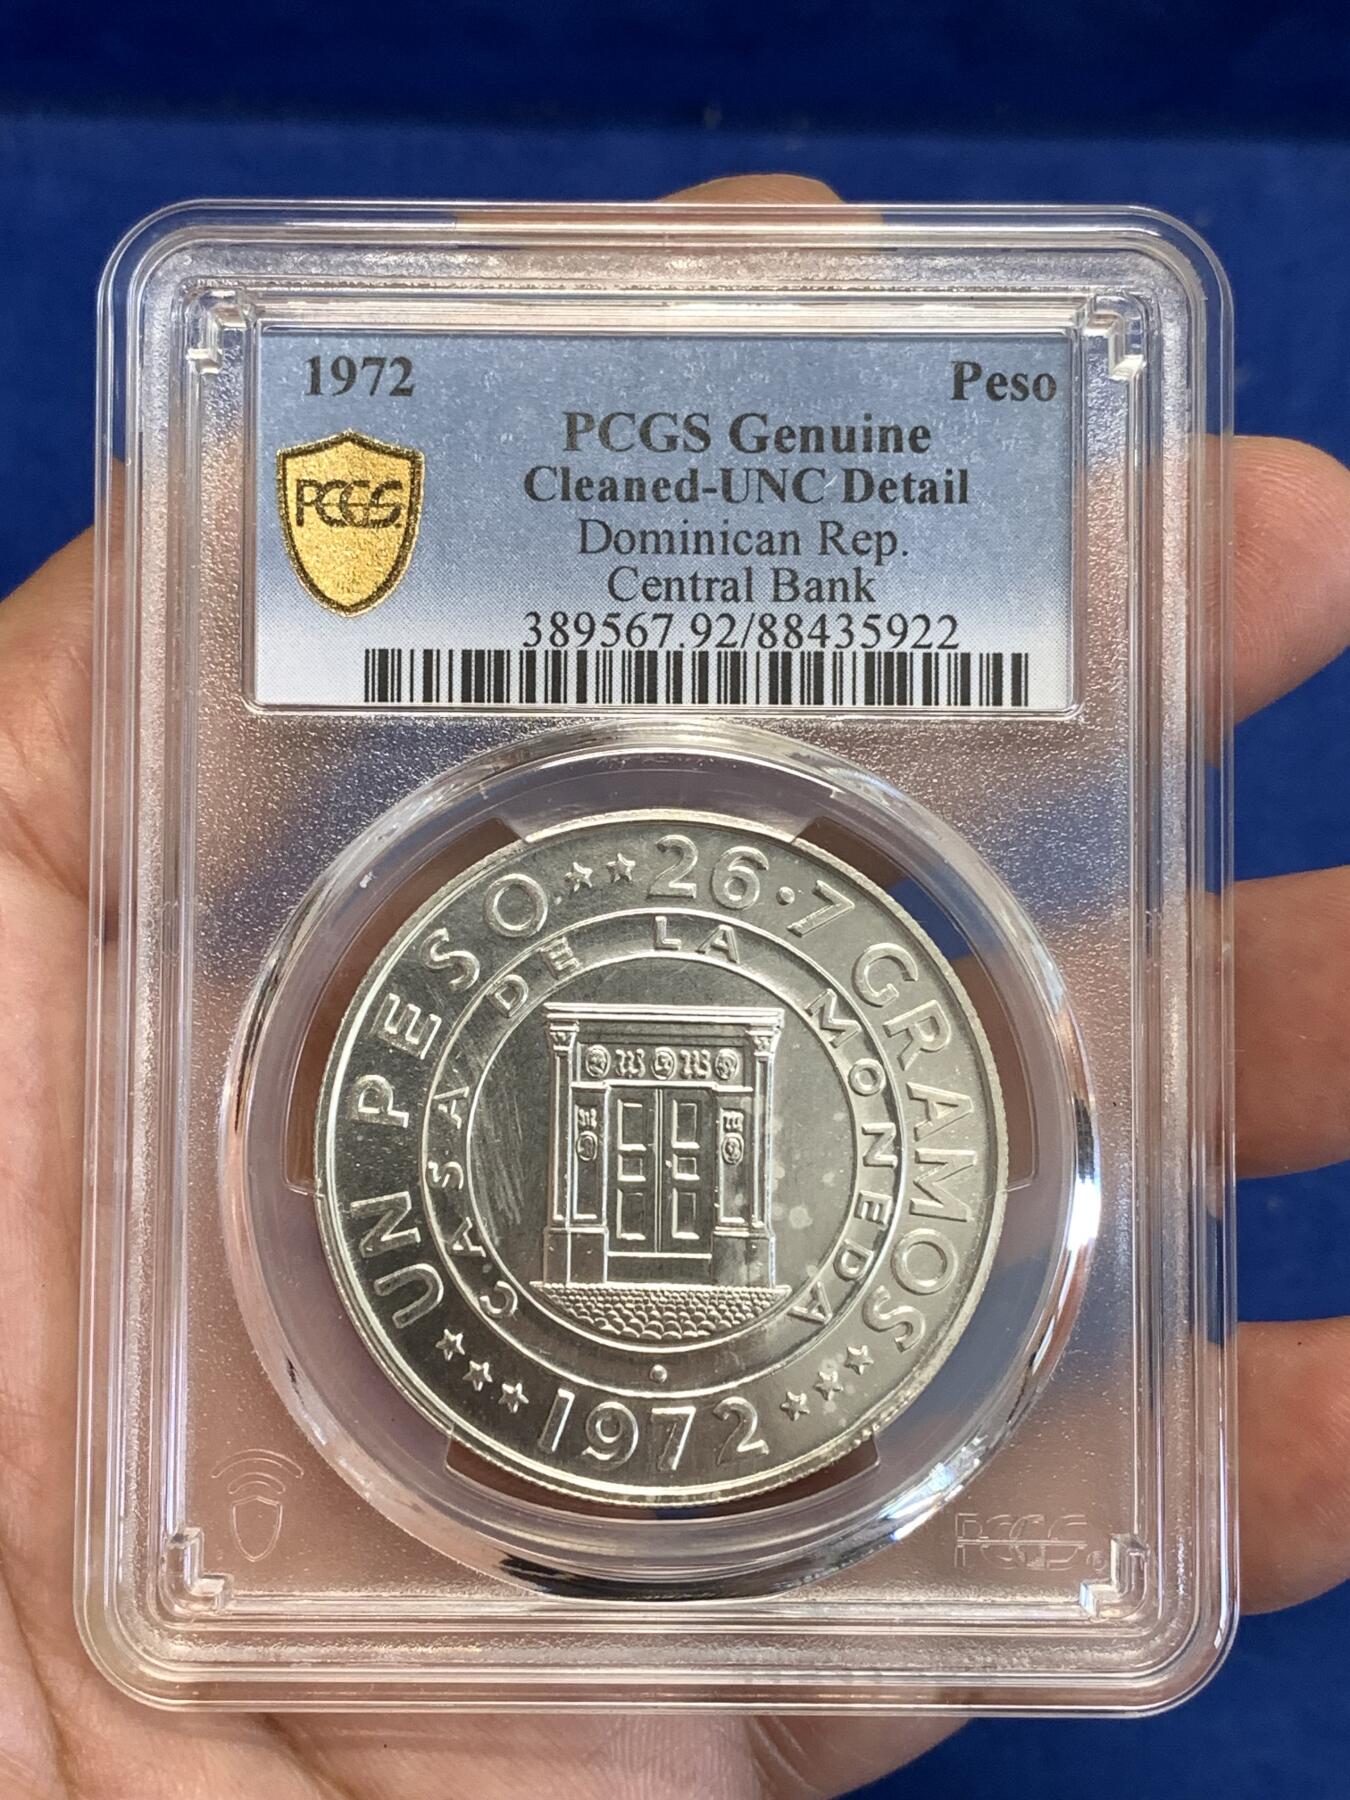 1972 Peso
PCGS Genuine
Cleaned-UNC Detail
Dominican Rep.
Central Bank
389567.92/88435922
PCGS
UN PESO 26.7 GRAMOS
CASA DE LA MONEDA
1972
PCGS